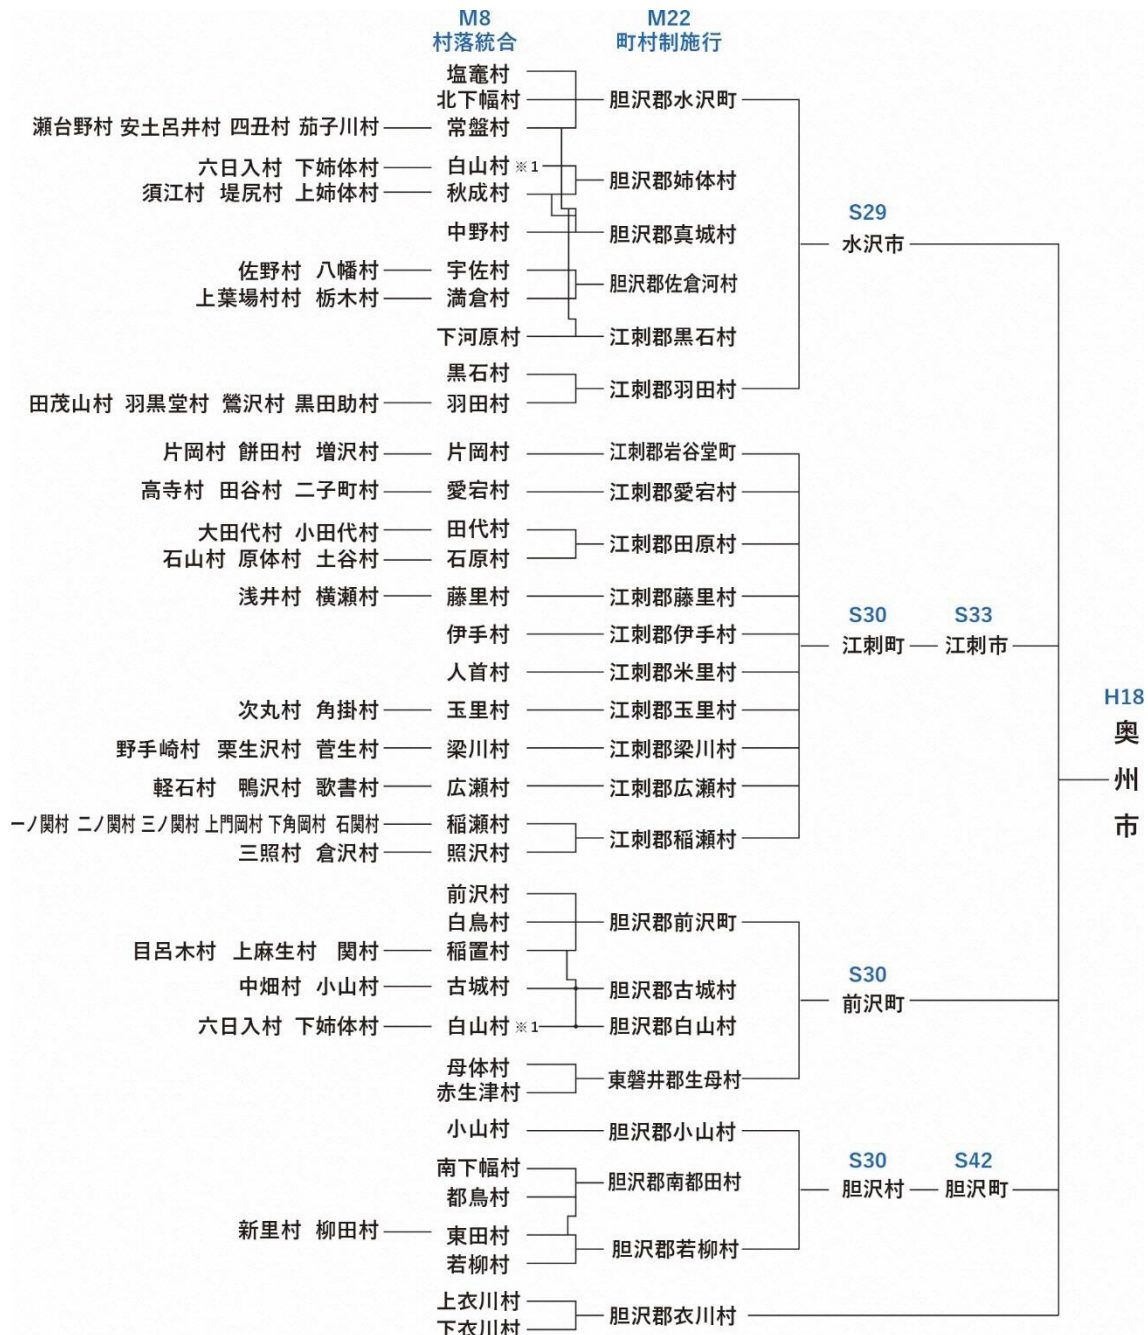 M8 M22
村落統合 町村制施行
塩竈村
北下幅村 胆沢郡水沢町
瀬台野村 安土呂井村 四丑村 茄子川村 常盤村
六日入村 下姉体村 白山村 ※1
胆沢郡姉体村
須江村 堤尻村 上姉体村 秋成村
S29
中野村 胆沢郡真城村
水沢市
佐野村 八幡村 宇佐村
胆沢郡佐倉河村
上葉場村村 栃木村 満倉村
下河原村 江刺郡黒石村
黒石村
江刺郡羽田村
田茂山村 羽黒堂村 鶯沢村 黒田助村 羽田村
片岡村 餅田村 増沢村 片岡村 江刺郡岩谷堂町
高寺村 田谷村 二子町村 愛宕村 江刺郡愛宕村
大田代村 小田代村 田代村
江刺郡田原村
石山村 原体村 土谷村 石原村
浅井村 横瀬村 藤里村 江刺郡藤里村
S30 S33
伊手村 江刺郡伊手村
江刺町 江刺市
人首村 江刺郡米里村
H18
次丸村 角掛村 玉里村 江刺郡玉里村
野手崎村 栗生沢村 菅生村 梁川村 江刺郡梁川村
奥州市
軽石村 鴨沢村 歌書村 広瀬村 江刺郡広瀬村
一ノ関村 二ノ関村 三ノ関村 上門岡村 下角岡村 石関村 稲瀬村
江刺郡稲瀬村
三照村 倉沢村 照沢村
前沢村
白鳥村 胆沢郡前沢町
目呂木村 上麻生村 関村 稲置村
S30
中畑村 小山村 古城村 胆沢郡古城村
前沢町
六日入村 下姉体村 白山村 ※1 胆沢郡白山村
母体村
東磐井郡生母村
赤生津村
小山村 胆沢郡小山村
S30 S42
南下幅村
胆沢郡南都田村
胆沢村 胆沢町
都鳥村
新里村 柳田村 東田村
胆沢郡若柳村
若柳村
上衣川村
胆沢郡衣川村
下衣川村